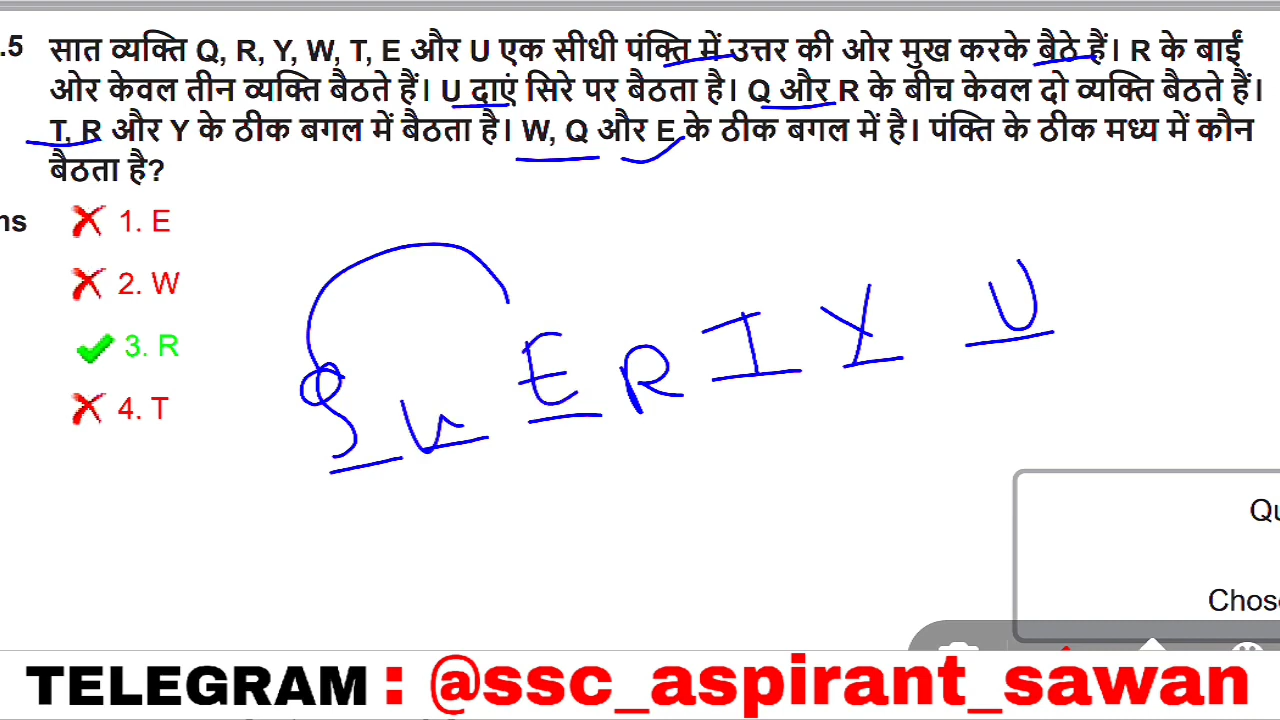 .5 सात व्यक्ति Q, R, Y, W, T, E और U एक सीधी पंक्ति में उत्तर की ओर मुख करके बैठे हैं। R के बाईं
ओर केवल तीन व्यक्ति बैठते हैं। U दाएं सिरे पर बैठता है। Q और R के बीच केवल दो व्यक्ति बैठते हैं।
T, R और Y के ठीक बगल में बैठता है। W, Q और E के ठीक बगल में है। पंक्ति के ठीक मध्य में कौन
बैठता है?
ns 1. E
2. W
3. R
4. T
E R T Y U
Qu
Chose
TELEGRAM : @ssc_aspirant_sawan